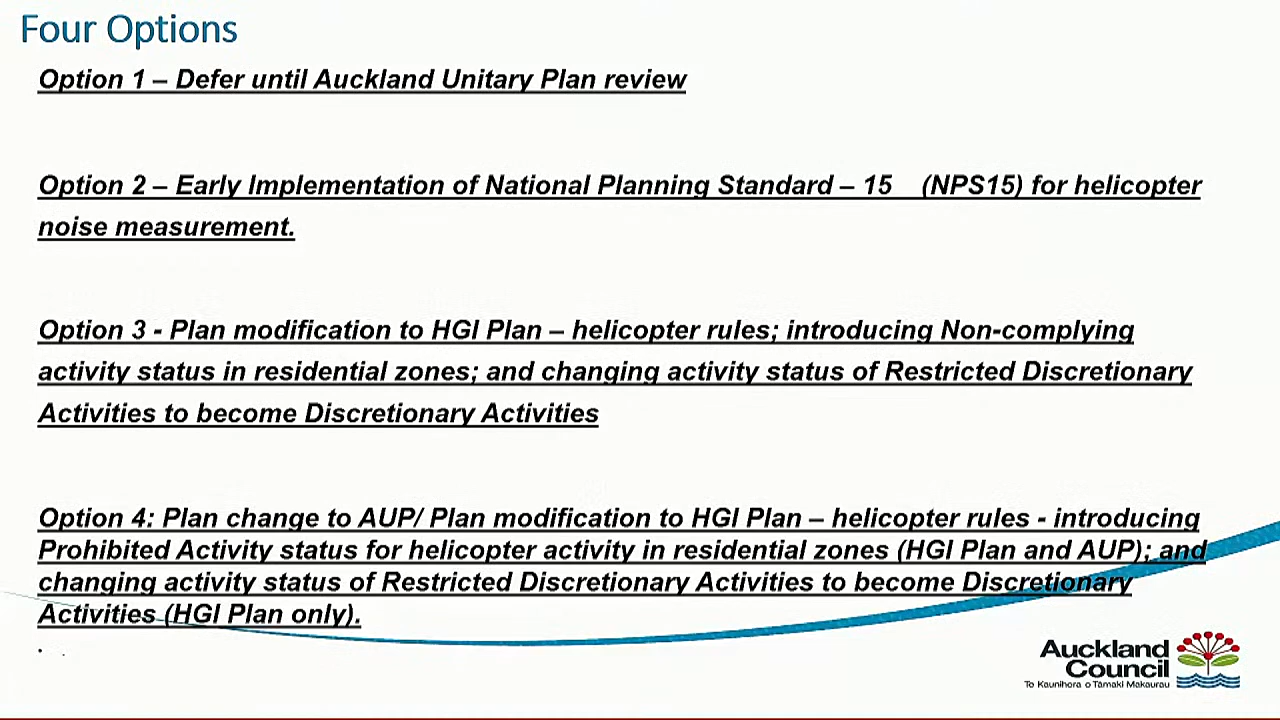 Four Options
Option 1 – Defer until Auckland Unitary Plan review
Option 2 – Early Implementation of National Planning Standard – 15 (NPS15) for helicopter
noise measurement.
Option 3 - Plan modification to HGI Plan – helicopter rules; introducing Non-complying
activity status in residential zones; and changing activity status of Restricted Discretionary
Activities to become Discretionary Activities
Option 4: Plan change to AUP/ Plan modification to HGI Plan – helicopter rules - introducing
Prohibited Activity status for helicopter activity in residential zones (HGI Plan and AUP); and
changing activity status of Restricted Discretionary Activities to become Discretionary
Activities (HGI Plan only).
Auckland
Council
Te Kaunihera o Tāmaki Makaurau